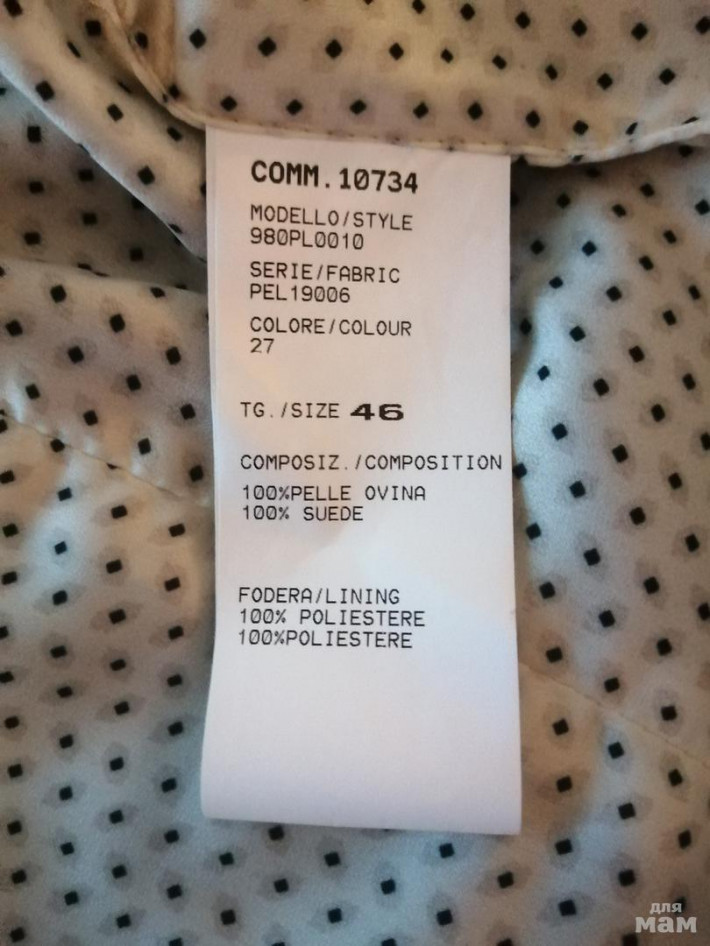 COMM.10734
MODELLO/STYLE
980PL0010
SERIE/FABRIC
PEL19006
COLORE/COLOUR
27
TG./SIZE 46
COMPOSIZ./COMPOSITION
100%PELLE OVINA
100% SUEDE
FODERA/LINING
100% POLIESTERE
100%POLIESTERE
для
мам